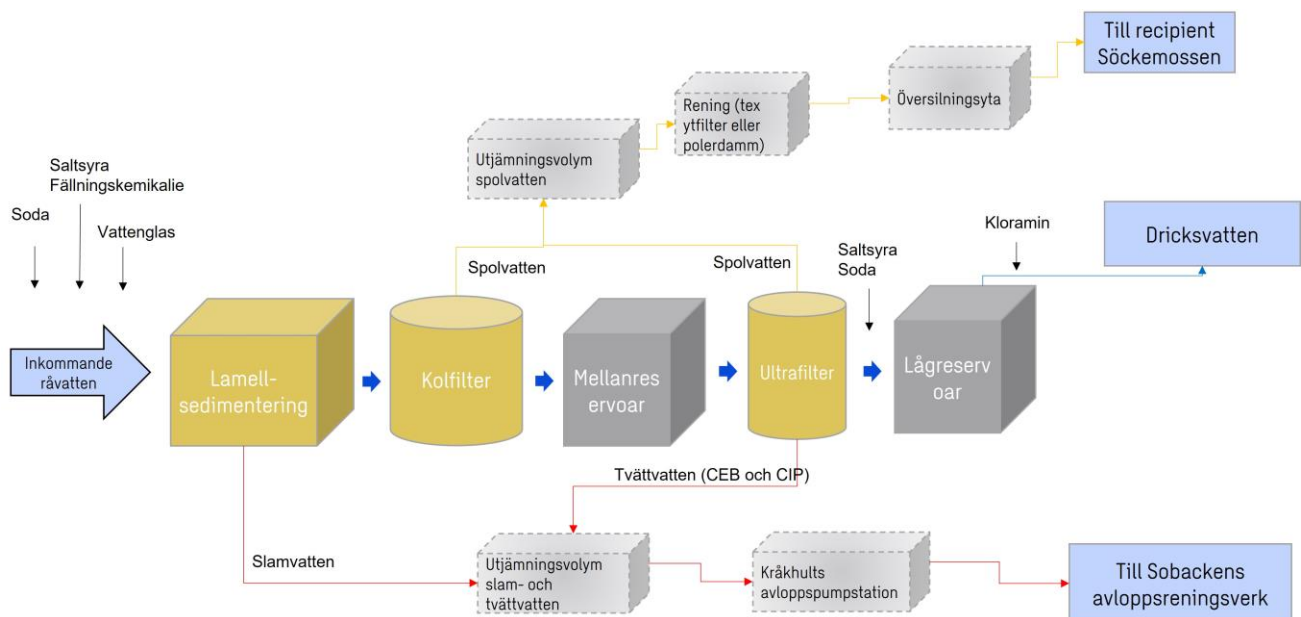 Till recipient
Söckemossen
Översilningsyta
Rening (tex
ytfilter eller
polerdamm)
Utjämningsvolym
spolvatten
Saltsyra
Fällningskemikalie
Soda
Vattenglas
Spolvatten
Spolvatten
Saltsyra
Soda
Kloramin
Dricksvatten
Inkommande
råvatten
Lamell-
sedimentering
Kolfilter
Mellanres
ervoar
Ultrafilter
Lågreserv
oar
Tvättvatten (CEB och CIP)
Slamvatten
Utjämningsvolym
slam- och
tvättvatten
Kråkhults
avloppspumpstation
Till Sobackens
avloppsreningsverk